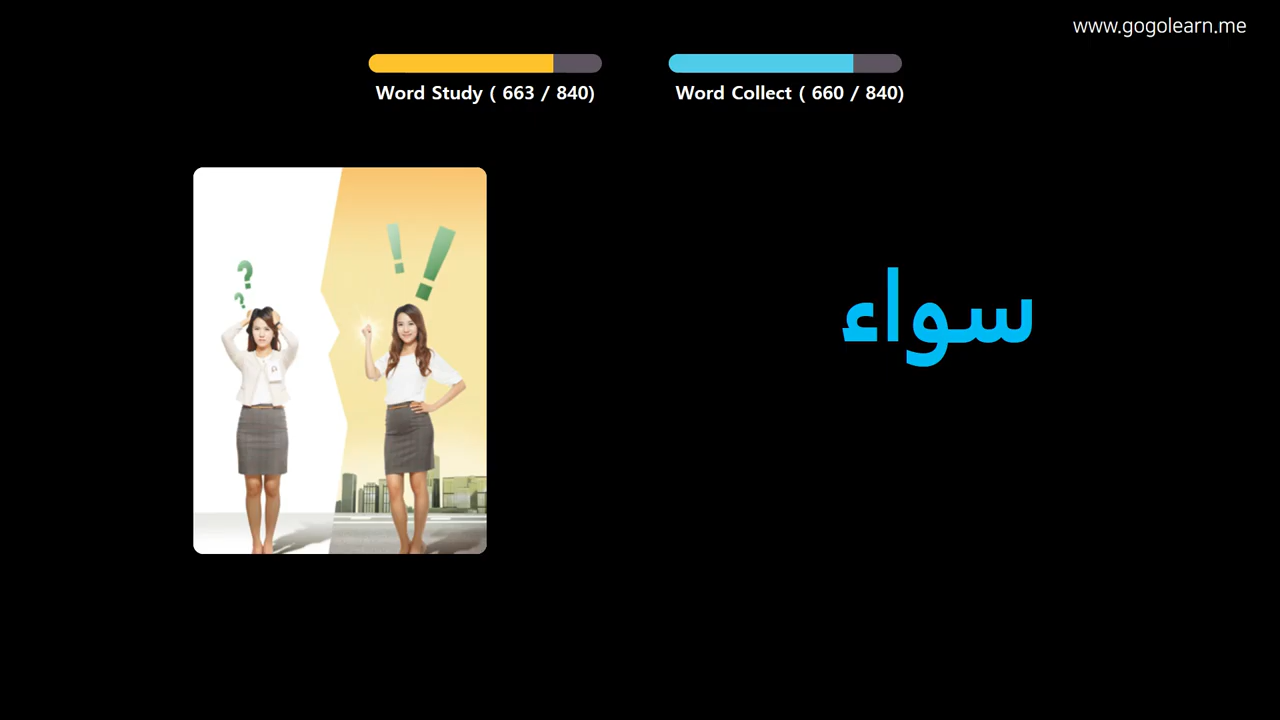 www.gogolearn.me
Word Study ( 663 / 840)
Word Collect ( 660 / 840)
? ?
! !
سواء